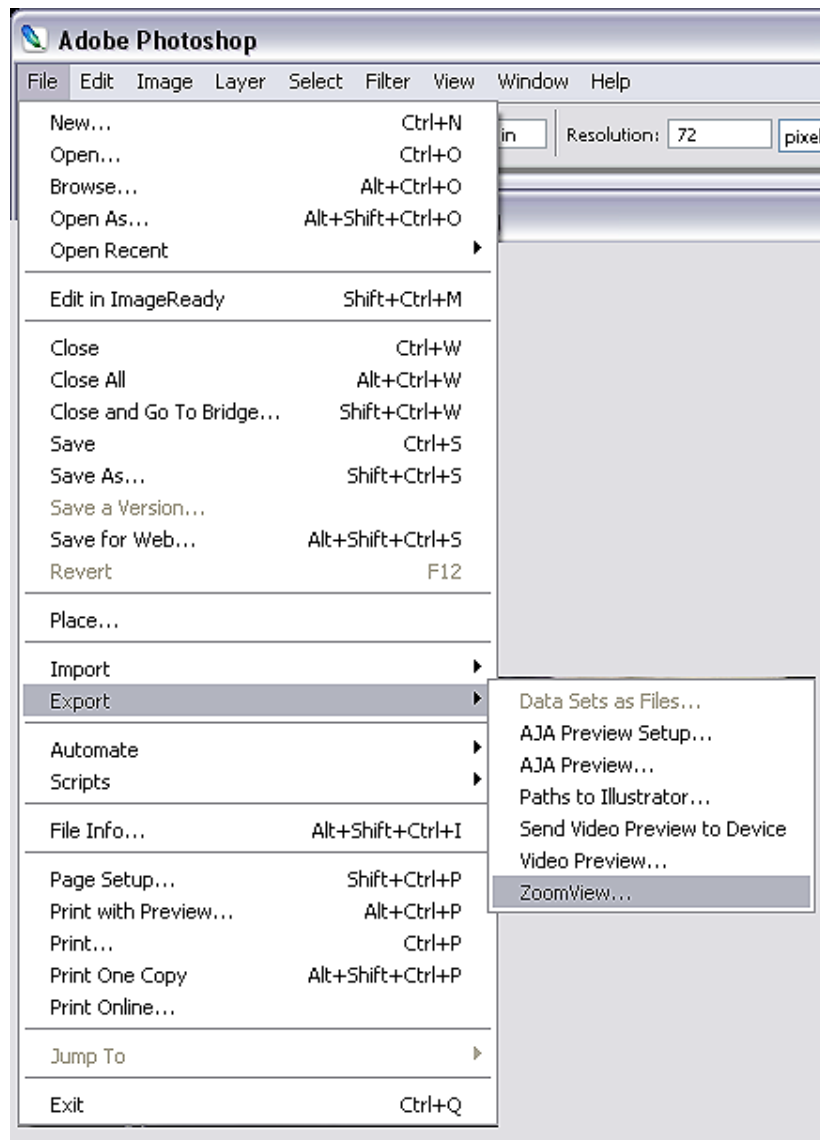 Adobe Photoshop
File Edit Image Layer Select Filter View Window Help
in Resolution: 72 pixel
New... Ctrl+N
Open... Ctrl+O
Browse... Alt+Ctrl+O
Open As... Alt+Shift+Ctrl+O
Open Recent
Edit in ImageReady Shift+Ctrl+M
Close Ctrl+W
Close All Alt+Ctrl+W
Close and Go To Bridge... Shift+Ctrl+W
Save Ctrl+S
Save As... Shift+Ctrl+S
Save a Version...
Save for Web... Alt+Shift+Ctrl+S
Revert F12
Place...
Import
Export
Automate
Scripts
File Info... Alt+Shift+Ctrl+I
Page Setup... Shift+Ctrl+P
Print with Preview... Alt+Ctrl+P
Print... Ctrl+P
Print One Copy Alt+Shift+Ctrl+P
Print Online...
Jump To
Exit Ctrl+Q
Data Sets as Files...
AJA Preview Setup...
AJA Preview...
Paths to Illustrator...
Send Video Preview to Device
Video Preview...
ZoomView...